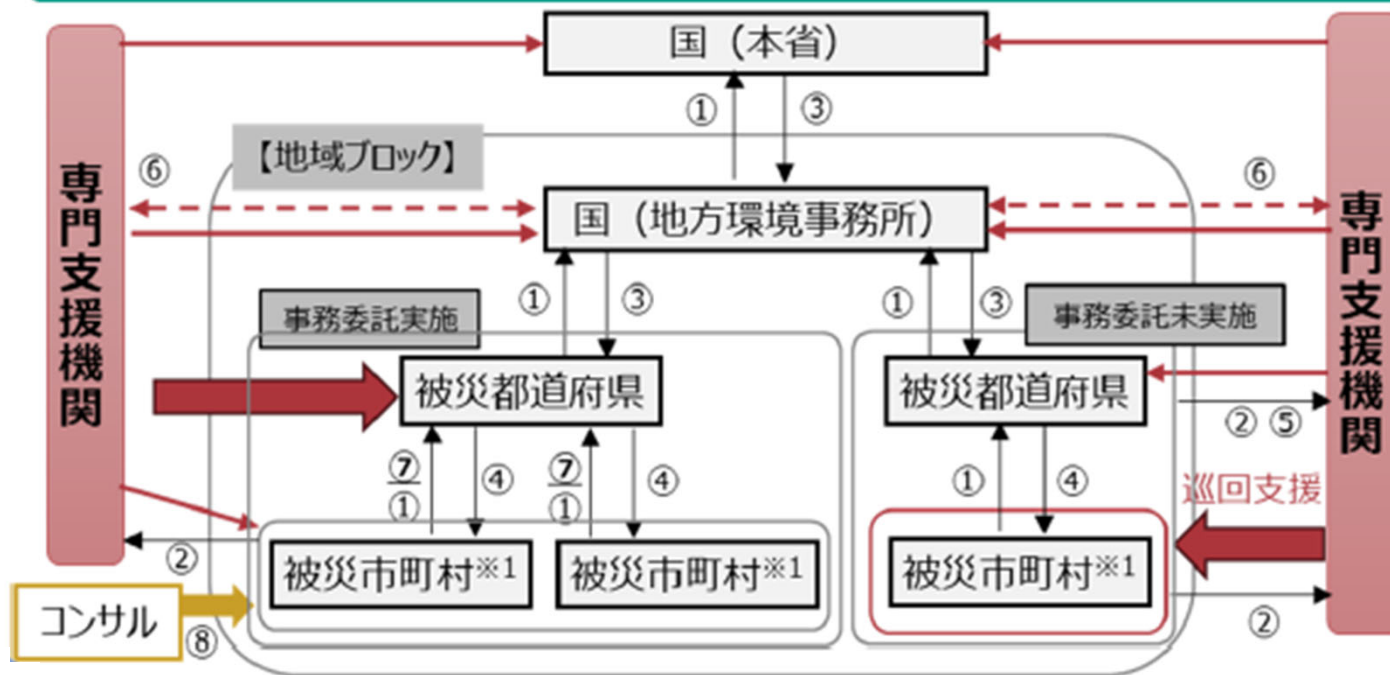 国（本省）
①
③
【地域ブロック】
専門支援機関
⑥
⑥
専門支援機関
国（地方環境事務所）
①
③
①
③
事務委託実施
事務委託未実施
被災都道府県
被災都道府県
② ⑤
⑦
①
④
⑦
①
④
①
④
巡回支援
②
被災市町村※1
被災市町村※1
被災市町村※1
②
コンサル
⑧